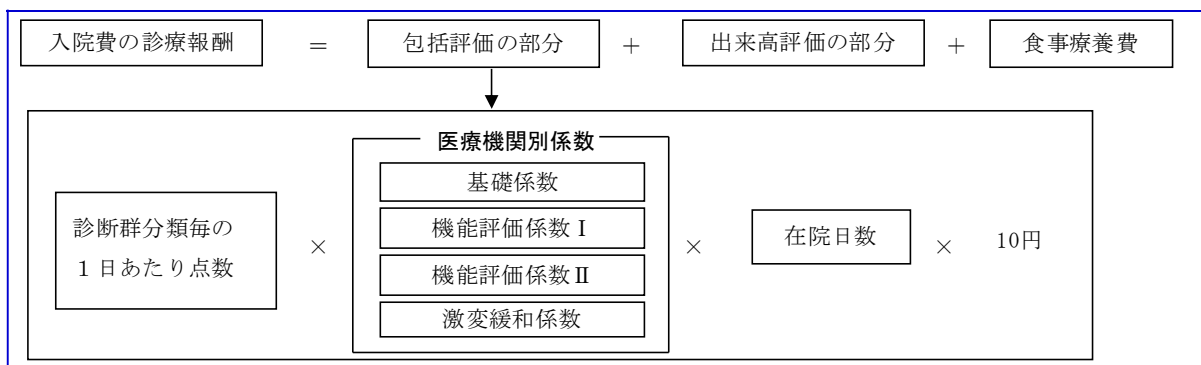 入院費の診療報酬 = 包括評価の部分 + 出来高評価の部分 + 食事療養費
医療機関別係数
基礎係数
機能評価係数Ⅰ
機能評価係数Ⅱ
激変緩和係数
診断群分類毎の
１日あたり点数
× × 在院日数 × 10円